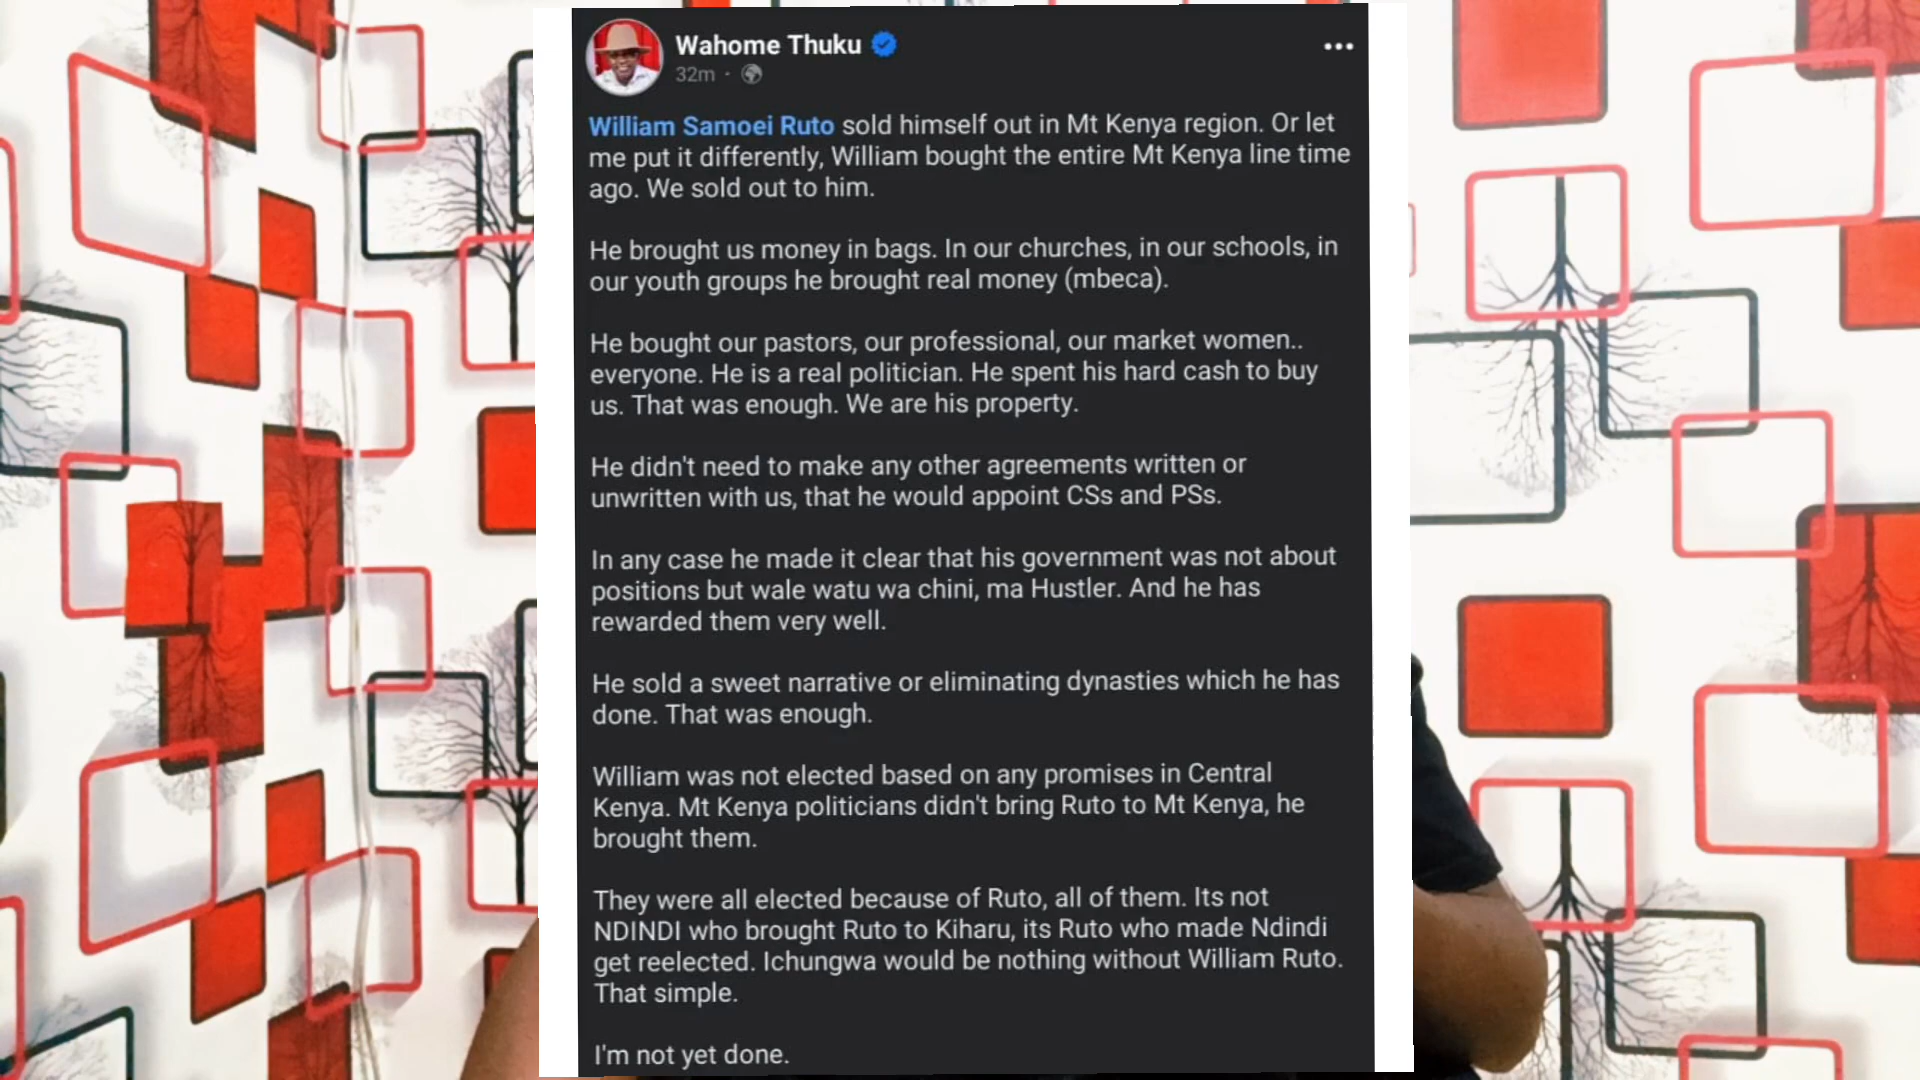 Wahome Thuku
32m ·
William Samoei Ruto sold himself out in Mt Kenya region. Or let
me put it differently, William bought the entire Mt Kenya line time
ago. We sold out to him.
He brought us money in bags. In our churches, in our schools, in
our youth groups he brought real money (mbeca).
He bought our pastors, our professional, our market women..
everyone. He is a real politician. He spent his hard cash to buy
us. That was enough. We are his property.
He didn't need to make any other agreements written or
unwritten with us, that he would appoint CSs and PSs.
In any case he made it clear that his government was not about
positions but wale watu wa chini, ma Hustler. And he has
rewarded them very well.
He sold a sweet narrative or eliminating dynasties which he has
done. That was enough.
William was not elected based on any promises in Central
Kenya. Mt Kenya politicians didn't bring Ruto to Mt Kenya, he
brought them.
They were all elected because of Ruto, all of them. Its not
NDINDI who brought Ruto to Kiharu, its Ruto who made Ndindi
get reelected. Ichungwa would be nothing without William Ruto.
That simple.
I'm not yet done.